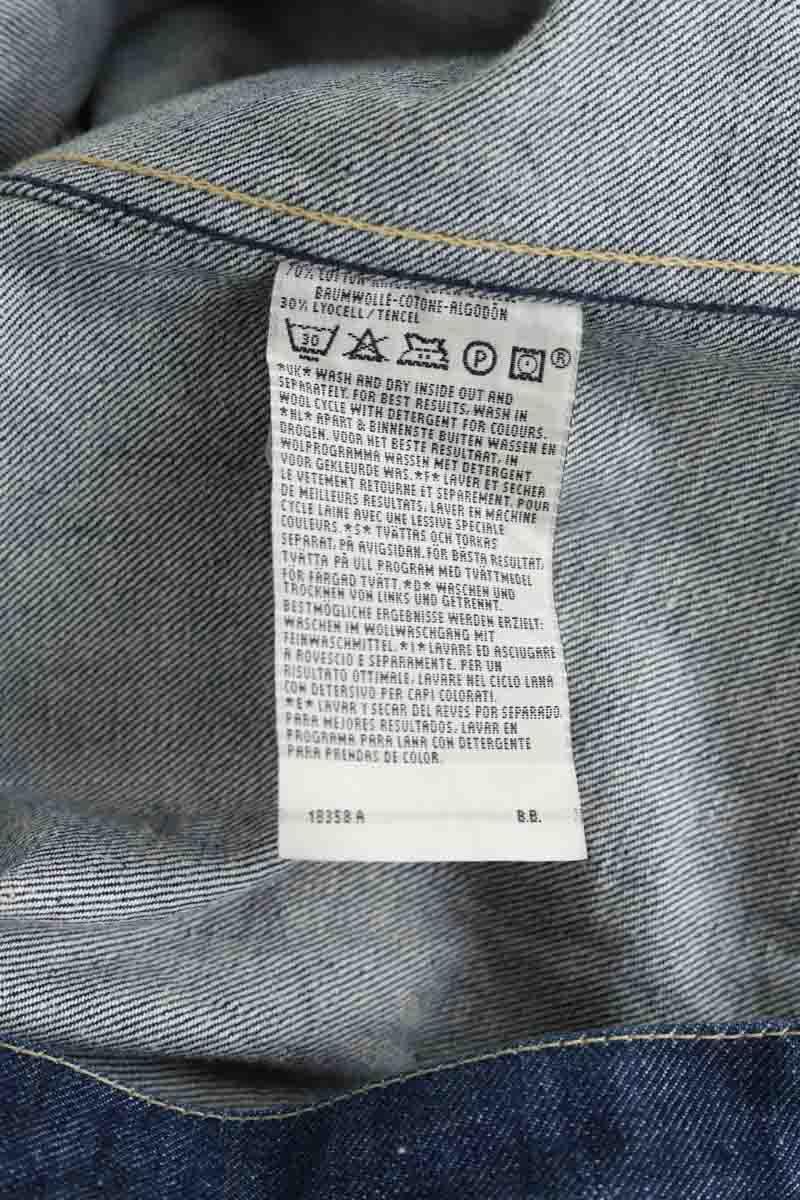 70% COTTON-
BAUMWOLLE-COTONE-ALGODÓN
30% LYOCELL/TENCEL
30 P ®
*UK* WASH AND DRY INSIDE OUT AND
SEPARATELY. FOR BEST RESULTS, WASH IN
WOOL CYCLE WITH DETERGENT FOR COLOURS.
*NL* APART & BINNENSTE BUITEN WASSEN EN
DROGEN. VOOR HET BESTE RESULTAAT, IN
WOLPROGRAMMA WASSEN MET DETERGENT
VOOR GEKLEURDE WAS. *F* LAVER ET SECHER
LE VETEMENT RETOURNE ET SEPAREMENT. POUR
DE MEILLEURS RESULTATS, LAVER EN MACHINE
CYCLE LAINE AVEC UNE LESSIVE SPECIALE
COULEURS. *S* TVÄTTAS OCH TORKAS
SEPARAT, PÅ AVIGSIDAN. FÖR BÄSTA RESULTAT,
TVÄTTA PÅ ULL PROGRAM MED TVÄTTMEDEL
FÖR FÄRGAD TVÄTT. *D* WASCHEN UND
TROCKNEN VON LINKS UND GETRENNT.
BESTMÖGLICHE ERGEBNISSE WERDEN ERZIELT:
WASCHEN IM WOLLWASCHGANG MIT
FEINWASCHMITTEL. *I* LAVARE ED ASCIUGARE
A ROVESCIO E SEPARAMENTE. PER UN
RISULTATO OTTIMALE, LAVARE NEL CICLO LANA
CON DETERSIVO PER CAPI COLORATI.
*E* LAVAR Y SECAR DEL REVES POR SEPARADO.
PARA MEJORES RESULTADOS, LAVAR EN
PROGRAMA PARA LANA CON DETERGENTE
PARA PRENDAS DE COLOR.
18358 A B.B.